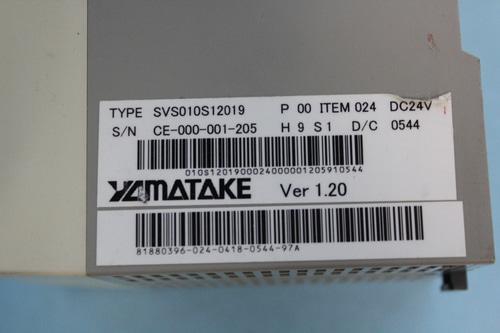 TYPE SVS010S12019 P 00 ITEM 024 DC24V
S/N CE-000-001-205 H 9 S 1 D/C 0544
010S1201900024000001205910544
YAMATAKE Ver 1.20
81880396-024-0418-0544-97A